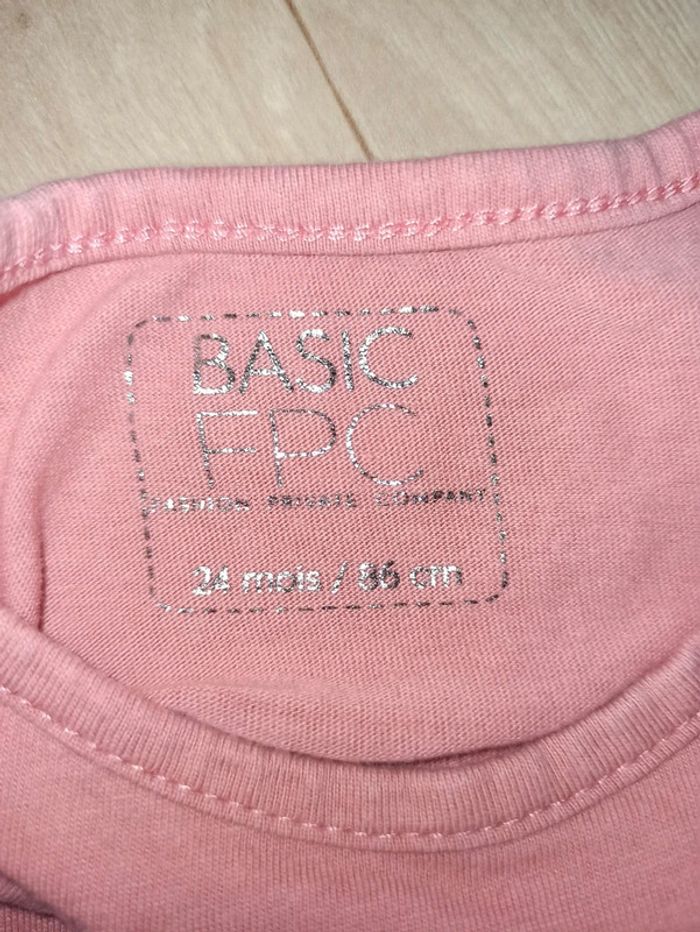 BASIC
FPC
FASHION PRIVATE COMPANY
24 mois / 86 cm